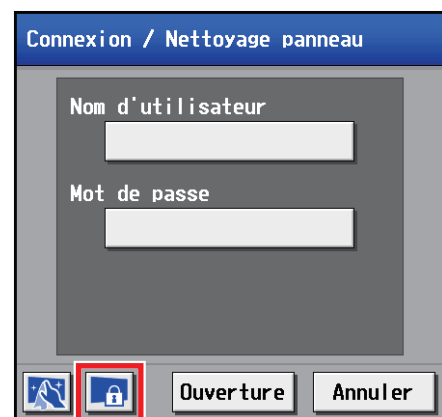 Connexion / Nettoyage panneau
Nom d'utilisateur
Mot de passe
Ouverture
Annuler